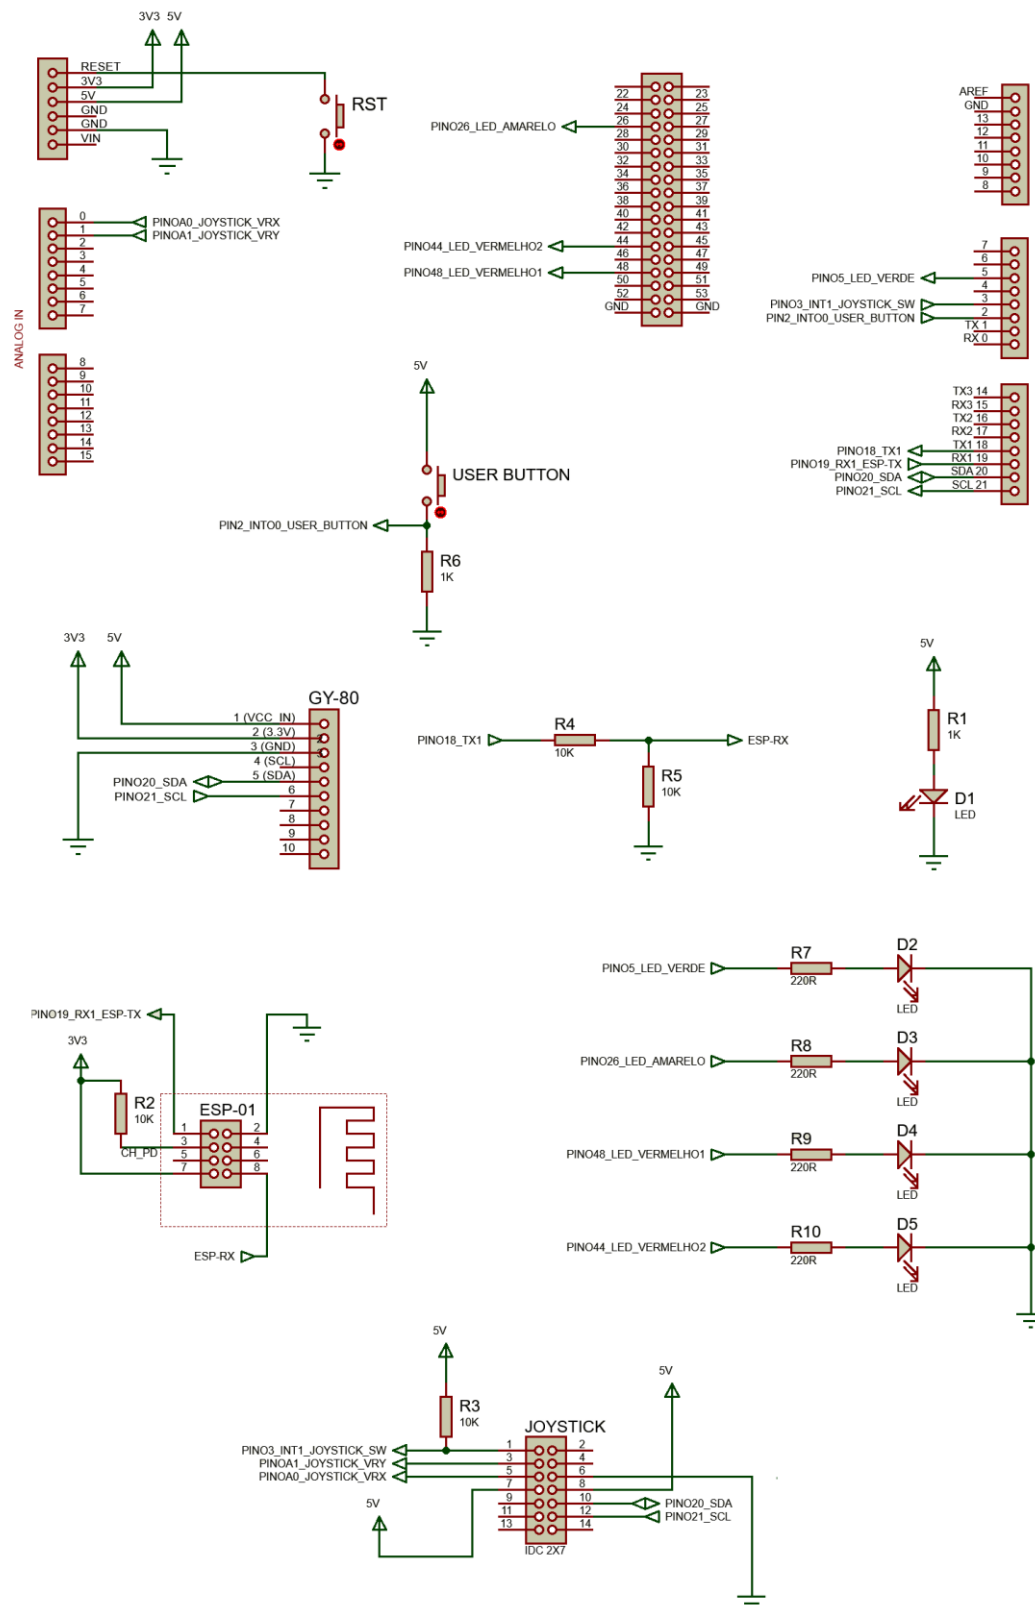 3V3 5V
RESET
3V3
5V
GND
GND
VIN
RST
0
1
2
3
4
5
6
7
PINOA0_JOYSTICK_VRX
PINOA1_JOYSTICK_VRY
ANALOG IN
8
9
10
11
12
13
14
15
PINO26_LED_AMARELO
PINO44_LED_VERMELHO2
PINO48_LED_VERMELHO1
22 23
24 25
26 27
28 29
30 31
32 33
34 35
36 37
38 39
40 41
42 43
44 45
46 47
48 49
50 51
52 53
GND GND
AREF
GND
13
12
11
10
9
8
7
6
PINO5_LED_VERDE 5
4
PINO3_INT1_JOYSTICK_SW 3
PIN2_INTO0_USER_BUTTON 2
TX 1
RX 0
TX3 14
RX3 15
TX2 16
RX2 17
PINO18_TX1 TX1 18
PINO19_RX1_ESP-TX RX1 19
PINO20_SDA SDA 20
PINO21_SCL SCL 21
5V
USER BUTTON
PIN2_INTO0_USER_BUTTON
R6
1K
3V3 5V
GY-80
1 (VCC_IN)
2 (3.3V)
3 (GND)
4 (SCL)
PINO20_SDA 5 (SDA)
PINO21_SCL 6
7
8
9
10
PINO18_TX1
R4
10K
ESP-RX
R5
10K
5V
R1
1K
D1
LED
PINO19_RX1_ESP-TX
3V3
R2
10K
ESP-01
CH_PD
1 2
3 4
5 6
7 8
ESP-RX
PINO5_LED_VERDE
R7
220R
D2
LED
PINO26_LED_AMARELO
R8
220R
D3
LED
PINO48_LED_VERMELHO1
R9
220R
D4
LED
PINO44_LED_VERMELHO2
R10
220R
D5
LED
5V
R3
10K
5V
JOYSTICK
PINO3_INT1_JOYSTICK_SW 1 2
PINOA1_JOYSTICK_VRY 3 4
PINOA0_JOYSTICK_VRX 5 6
7 8
5V
9 10 PINO20_SDA
11 12 PINO21_SCL
13 14
IDC 2X7